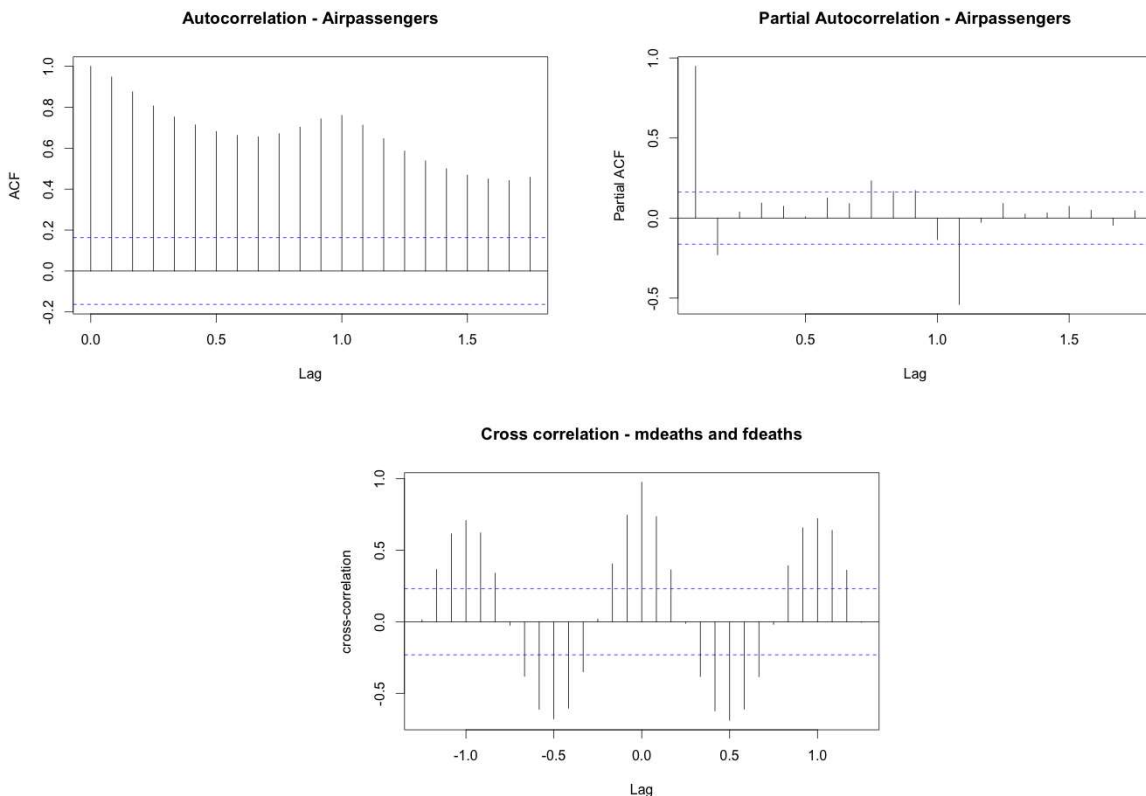 Autocorrelation - Airpassengers
ACF
1.0
0.8
0.6
0.4
0.2
0.0
-0.2
0.0 0.5 1.0 1.5
Lag
Partial Autocorrelation - Airpassengers
Partial ACF
1.0
0.5
0.0
-0.5
0.5 1.0 1.5
Lag
Cross correlation - mdeaths and fdeaths
cross-correlation
1.0
0.5
0.0
-0.5
-1.0 -0.5 0.0 0.5 1.0
Lag